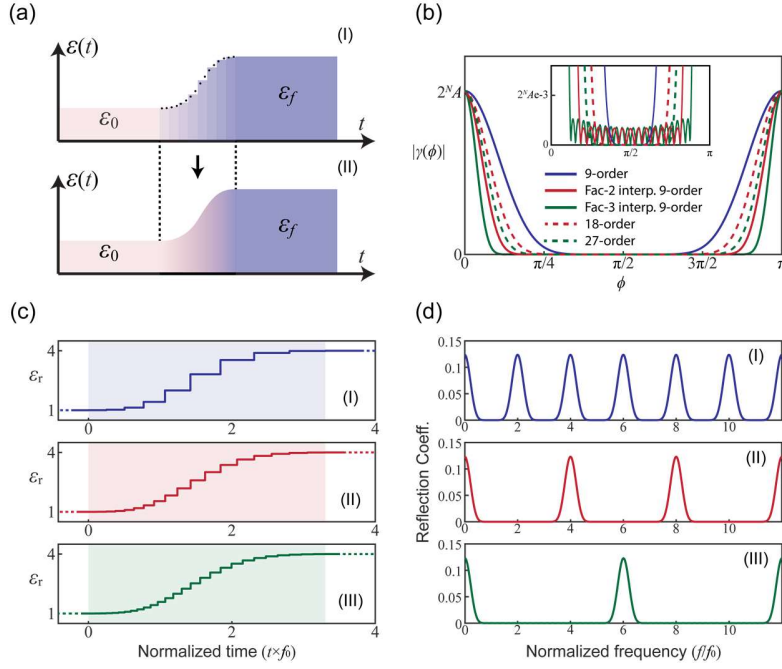 (a)
ε(t)
(I)
ε₀
ε_f
t
ε(t)
(II)
ε₀
ε_f
t
(b)
2ᴺA
|γ(ϕ)|
0
2ᴺAe-3
0
0
π/2
π
9-order
Fac-2 interp. 9-order
Fac-3 interp. 9-order
18-order
27-order
0
π/4
π/2
3π/2
π
ϕ
(c)
4
εr
1
(I)
0
2
4
4
εr
1
(II)
0
2
4
4
εr
1
(III)
0
2
4
Normalized time (t×f₀)
(d)
Reflection Coeff.
0.15
0.1
0.05
0
(I)
0 2 4 6 8 10
0.15
0.1
0.05
0
(II)
0 2 4 6 8 10
0.15
0.1
0.05
0
(III)
0 2 4 6 8 10
Normalized frequency (f/f₀)